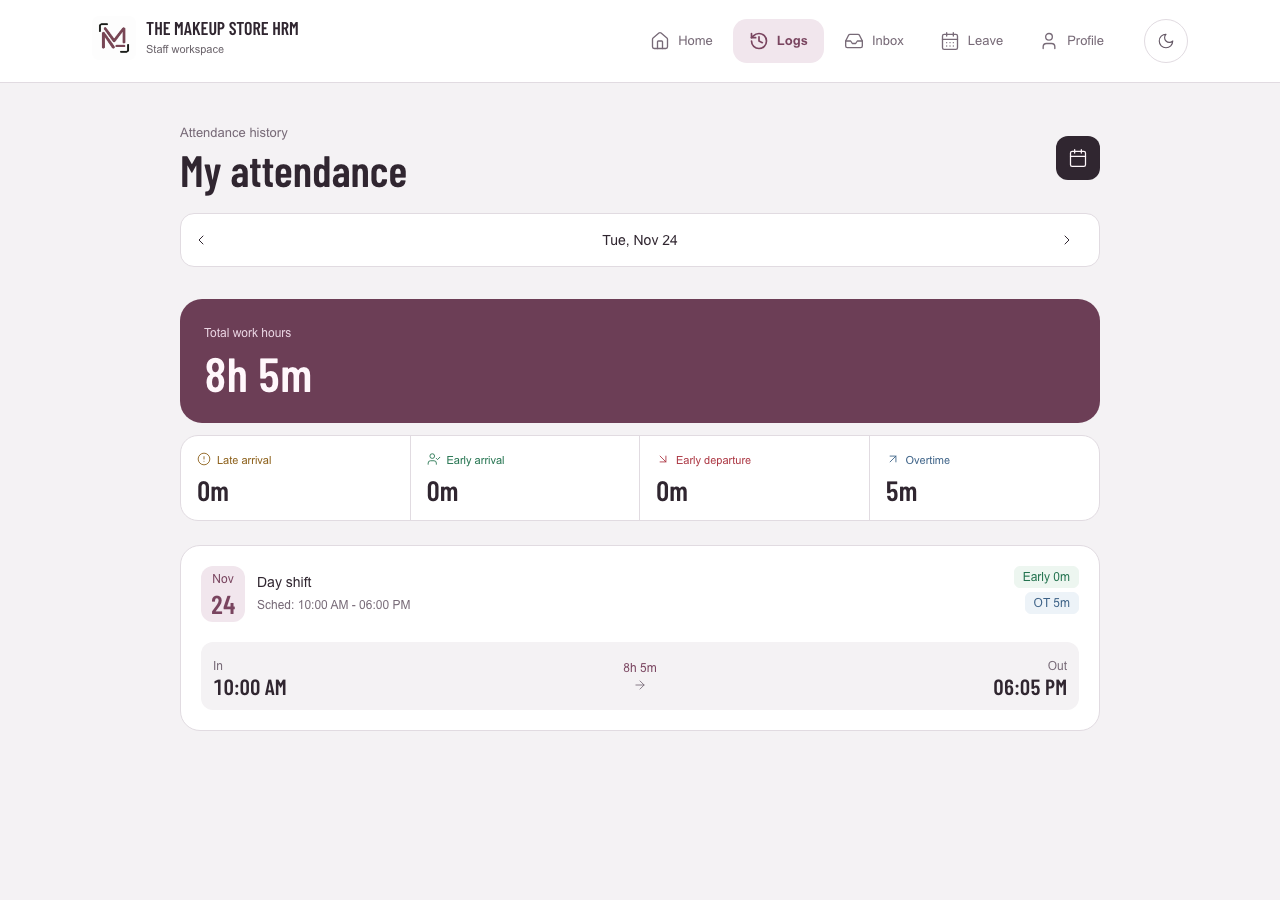 THE MAKEUP STORE HRM
Staff workspace
Home
Logs
Inbox
Leave
Profile
Attendance history
My attendance
Tue, Nov 24
Total work hours
8h 5m
Late arrival
0m
Early arrival
0m
Early departure
0m
Overtime
5m
Nov
24
Day shift
Sched: 10:00 AM - 06:00 PM
Early 0m
OT 5m
In
10:00 AM
8h 5m
Out
06:05 PM